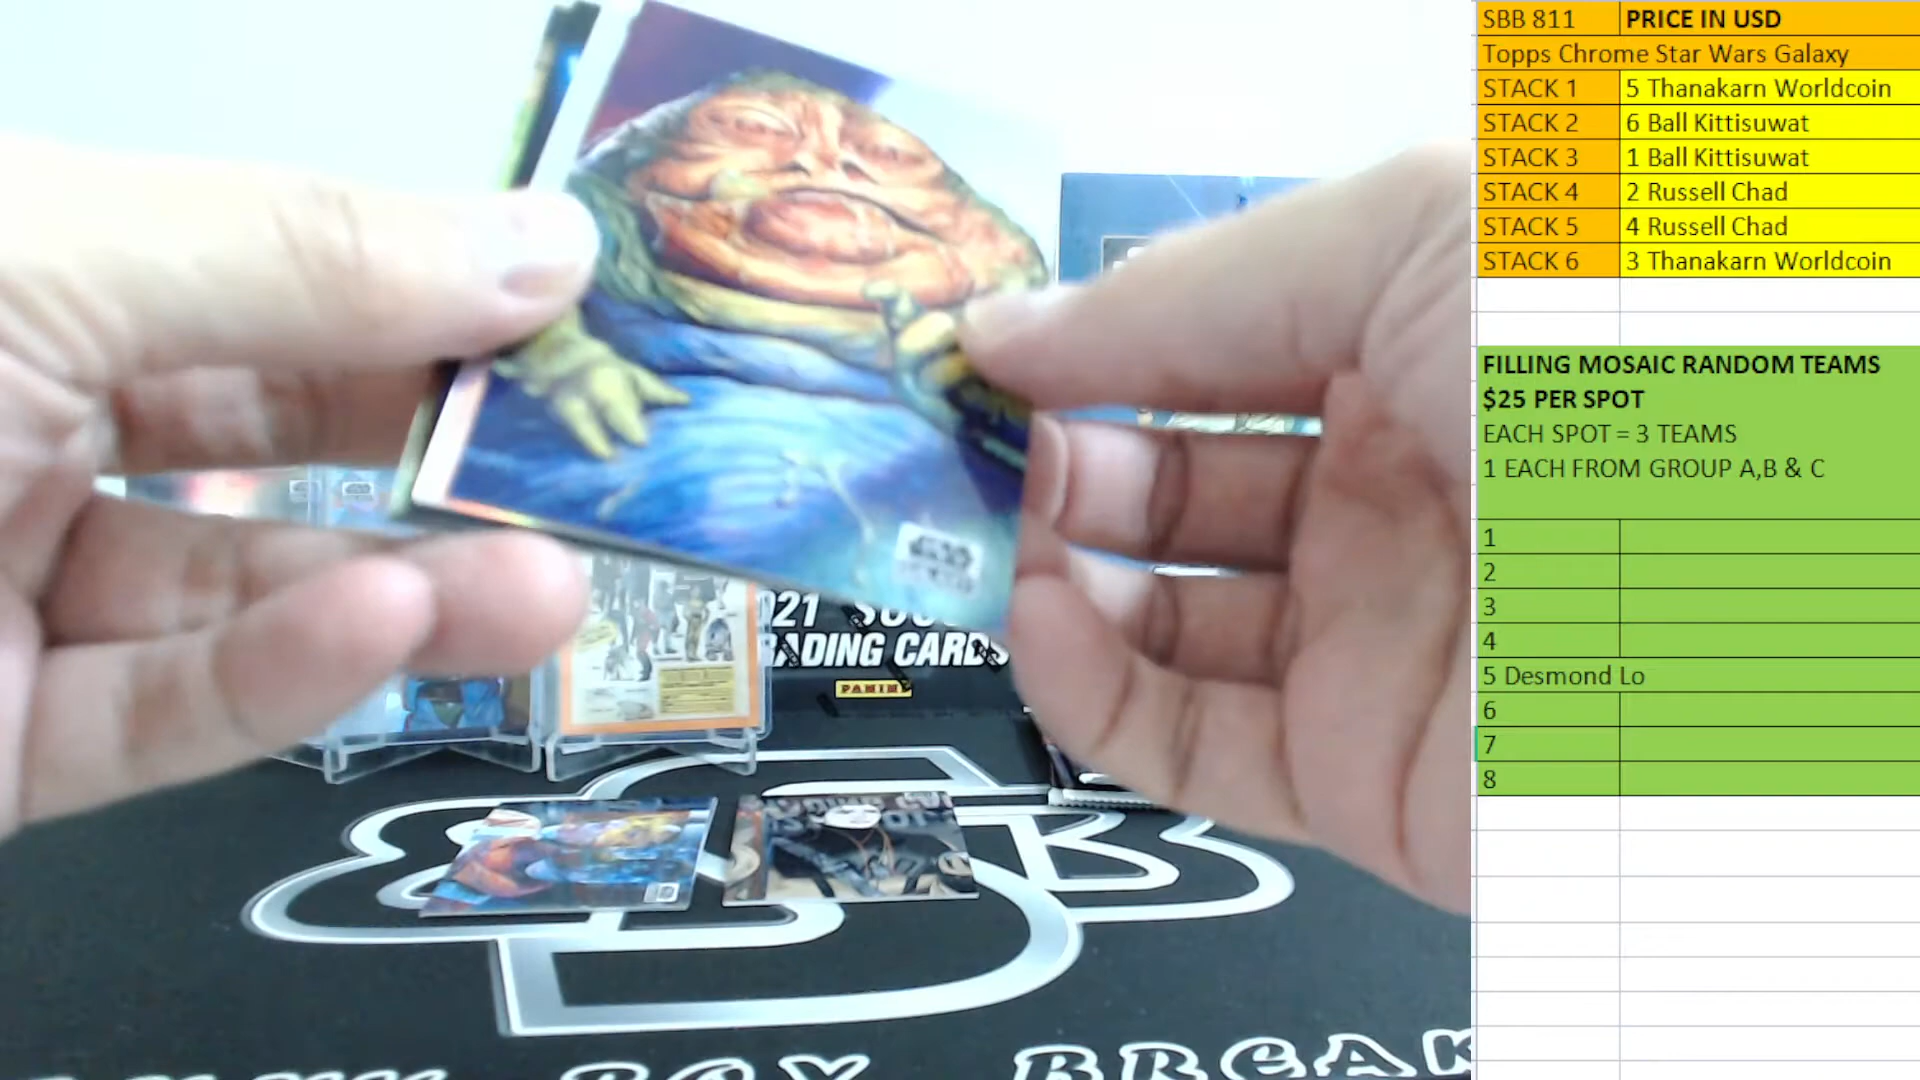 SBB 811 PRICE IN USD
Topps Chrome Star Wars Galaxy
STACK 1 5 Thanakarn Worldcoin
STACK 2 6 Ball Kittisuwat
STACK 3 1 Ball Kittisuwat
STACK 4 2 Russell Chad
STACK 5 4 Russell Chad
STACK 6 3 Thanakarn Worldcoin
FILLING MOSAIC RANDOM TEAMS
$25 PER SPOT
EACH SPOT = 3 TEAMS
1 EACH FROM GROUP A,B & C
1
2
3
4
5 Desmond Lo
6
7
8
TRADING CARDS
PANINI
BOX BREAK